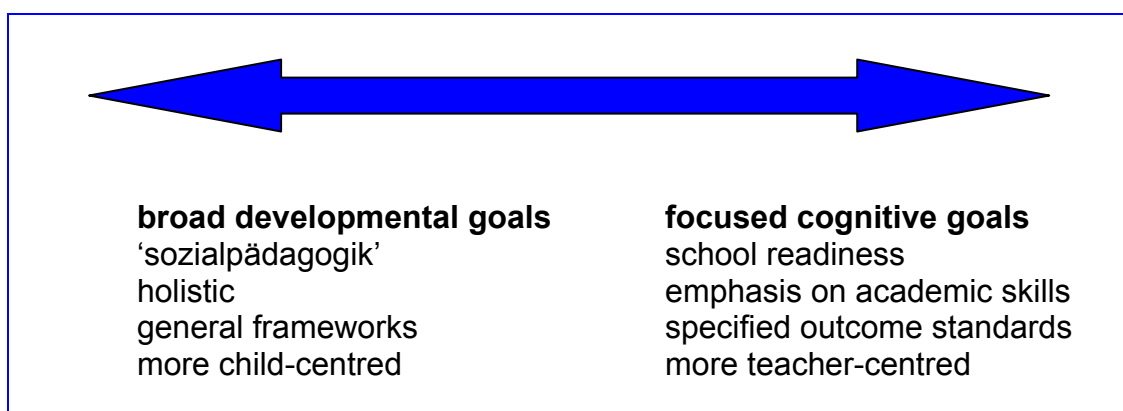 broad developmental goals
‘sozialpädagogik’
holistic
general frameworks
more child-centred
focused cognitive goals
school readiness
emphasis on academic skills
specified outcome standards
more teacher-centred